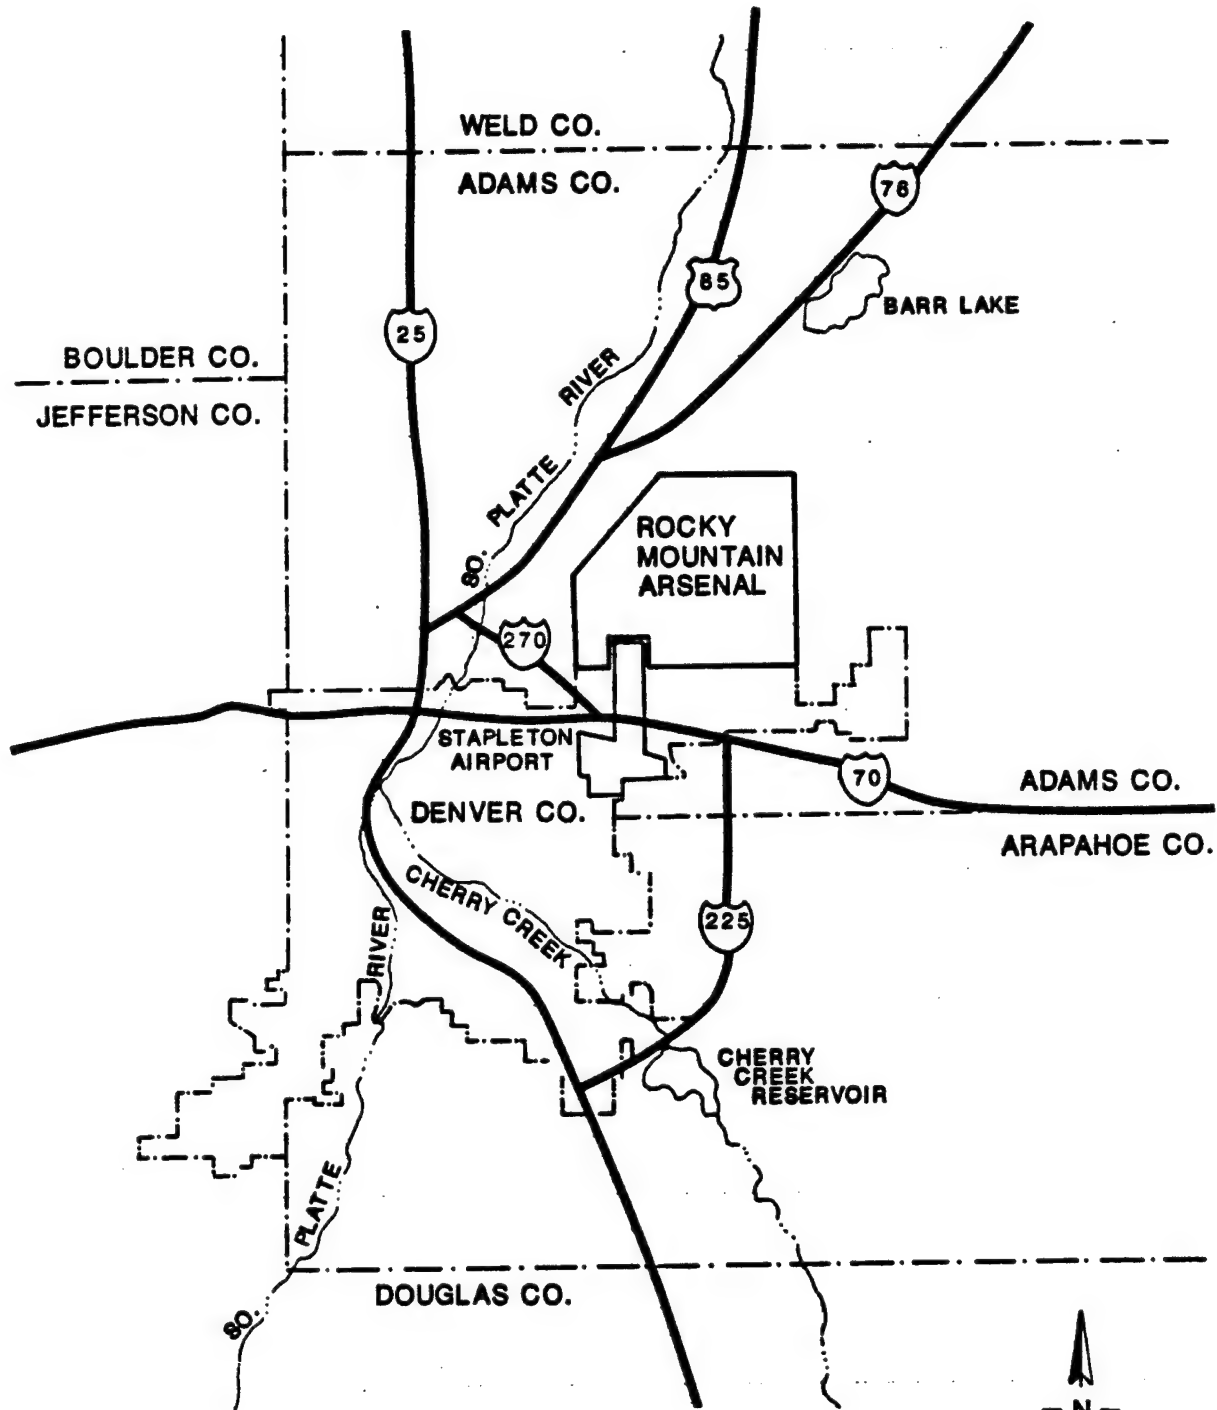 WELD CO.
ADAMS CO.
76
85
BARR LAKE
25
BOULDER CO.
JEFFERSON CO.
SO. PLATTE RIVER
ROCKY
MOUNTAIN
ARSENAL
270
STAPLETON
AIRPORT
70
ADAMS CO.
DENVER CO.
ARAPAHOE CO.
CHERRY CREEK
225
CHERRY
CREEK
RESERVOIR
SO. PLATTE RIVER
DOUGLAS CO.
- N -